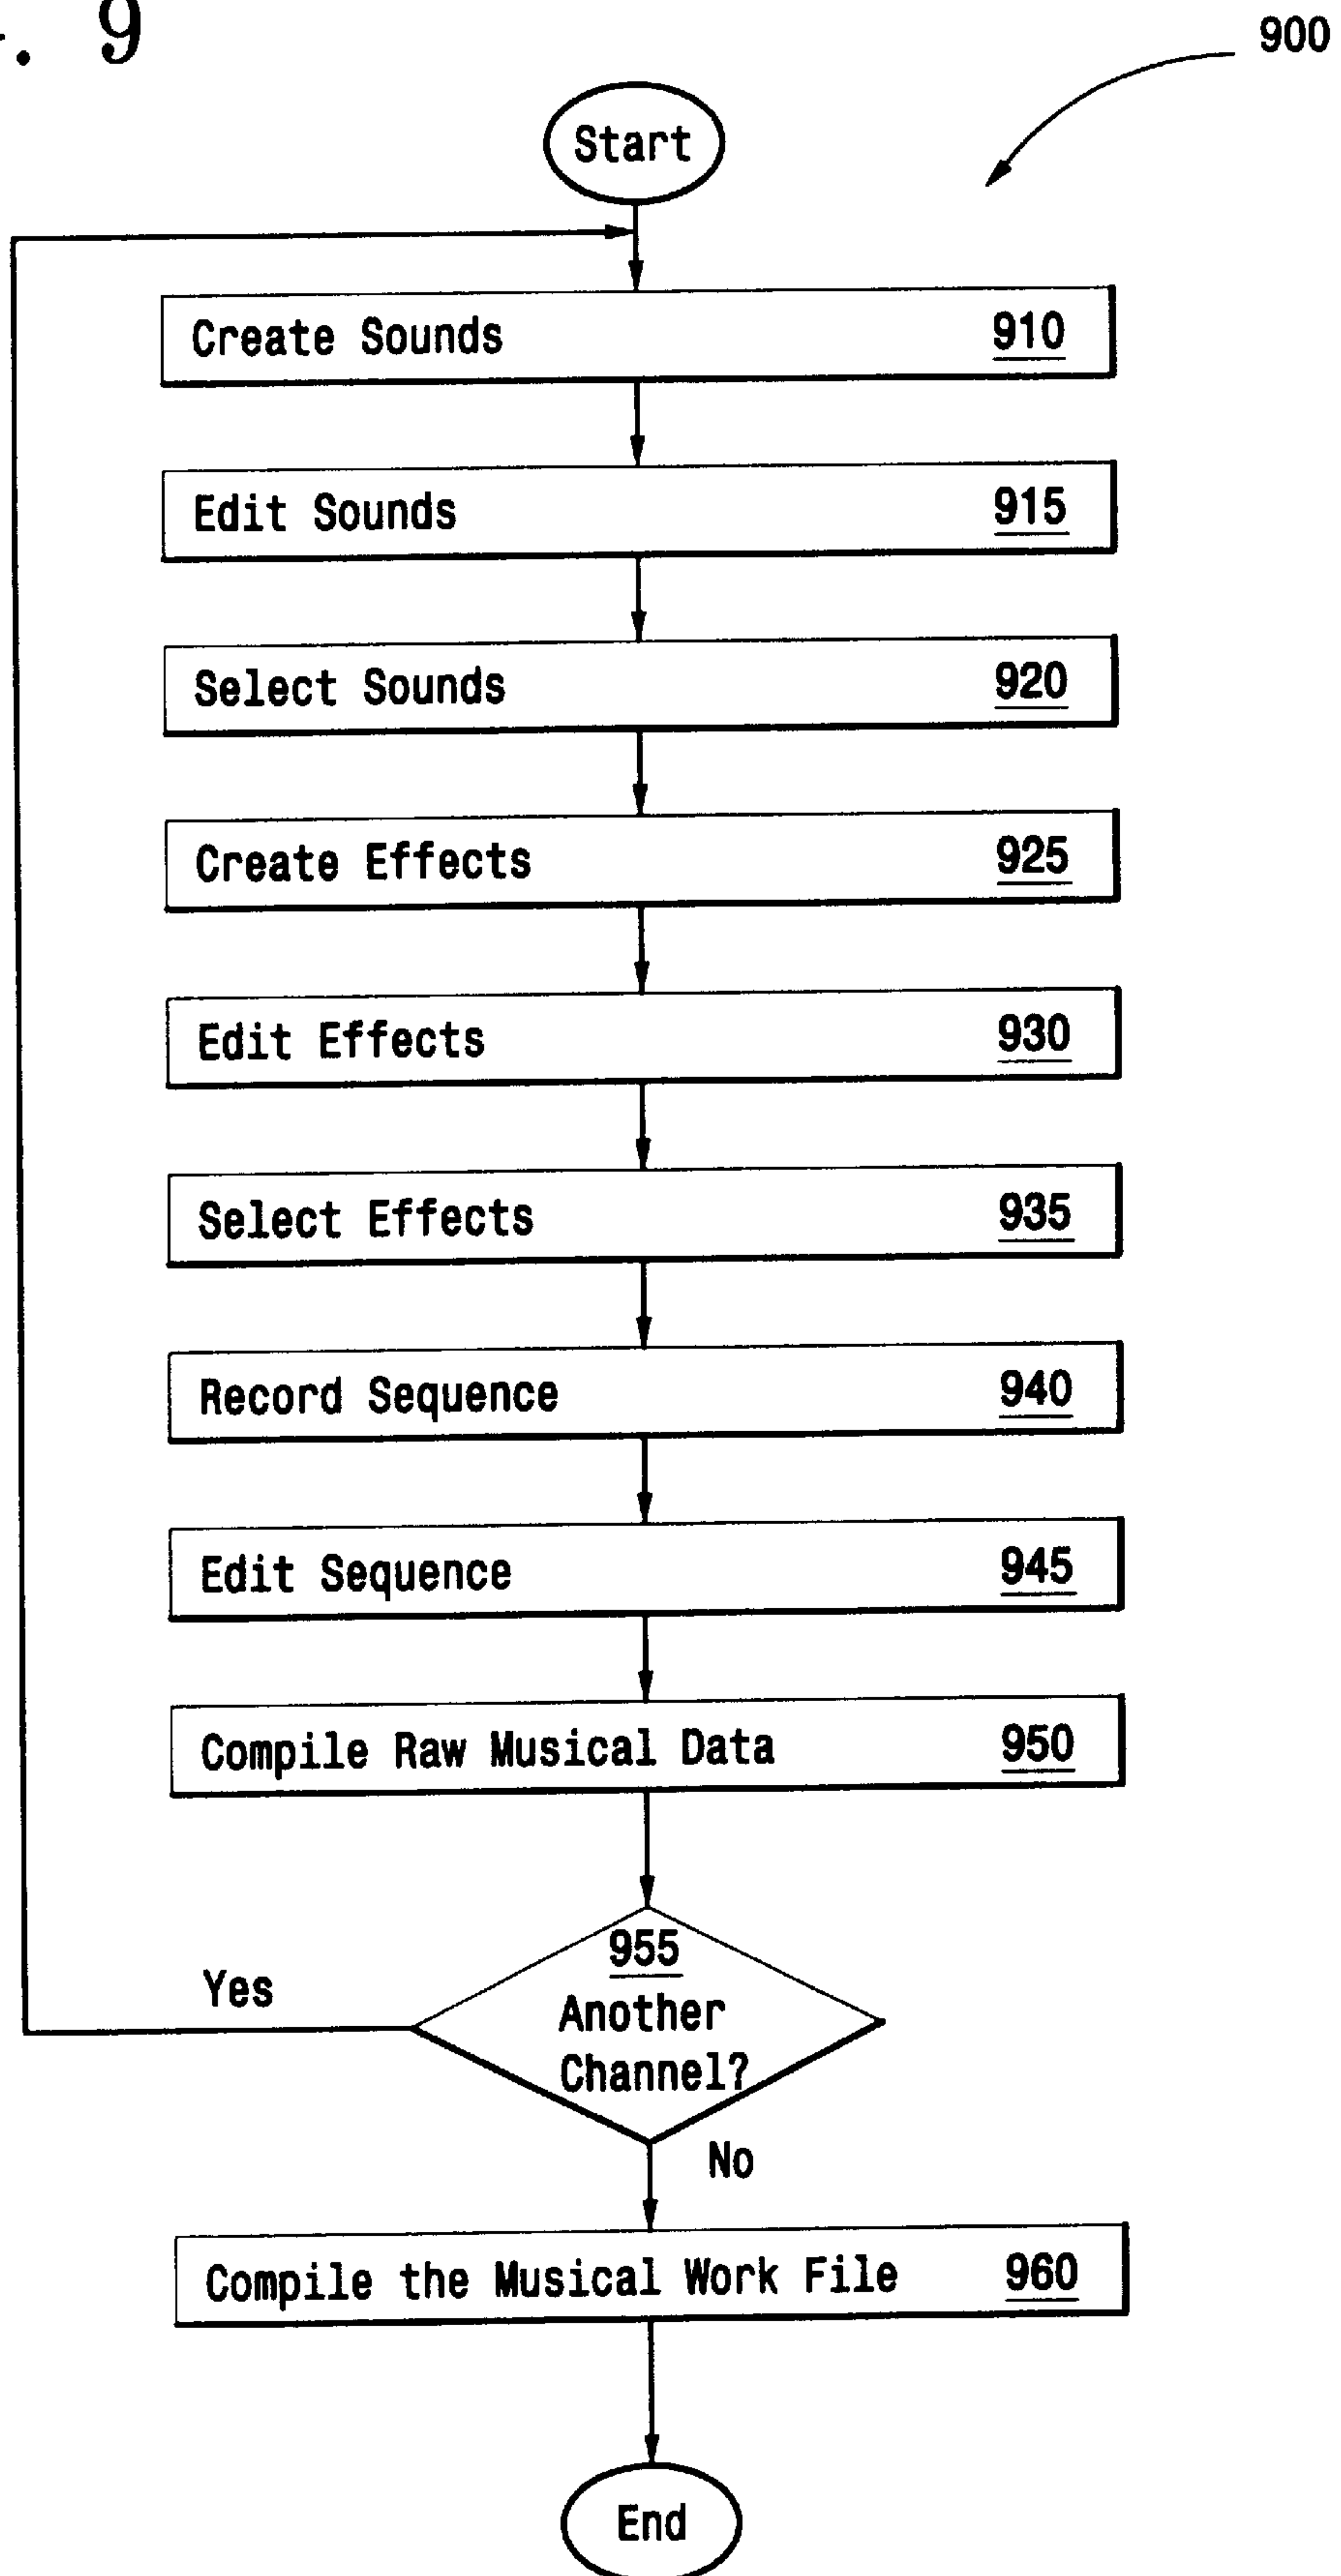 . 9
900
Start
Create Sounds 910
Edit Sounds 915
Select Sounds 920
Create Effects 925
Edit Effects 930
Select Effects 935
Record Sequence 940
Edit Sequence 945
Compile Raw Musical Data 950
955
Another
Channel?
Yes
No
Compile the Musical Work File 960
End